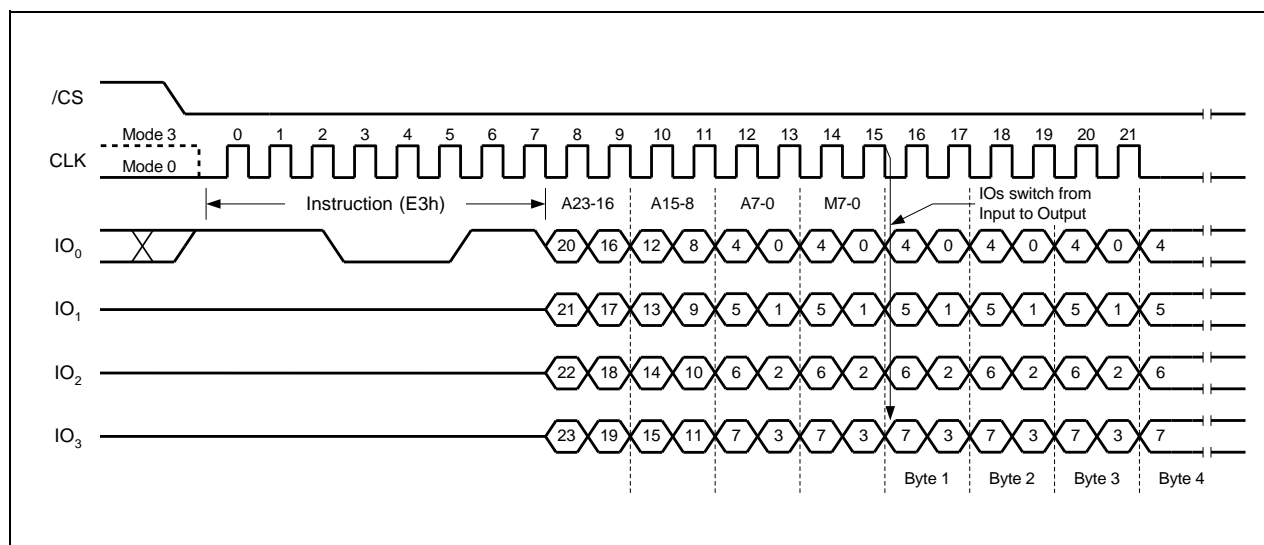 /CS
Mode 3 0 1 2 3 4 5 6 7 8 9 10 11 12 13 14 15 16 17 18 19 20 21
CLK
Mode 0
Instruction (E3h) A23-16 A15-8 A7-0 M7-0 IOs switch from
Input to Output
IO0 20 16 12 8 4 0 4 0 4 0 4 0 4 0 4
IO1 21 17 13 9 5 1 5 1 5 1 5 1 5 1 5
IO2 22 18 14 10 6 2 6 2 6 2 6 2 6 2 6
IO3 23 19 15 11 7 3 7 3 7 3 7 3 7 3 7
Byte 1 Byte 2 Byte 3 Byte 4